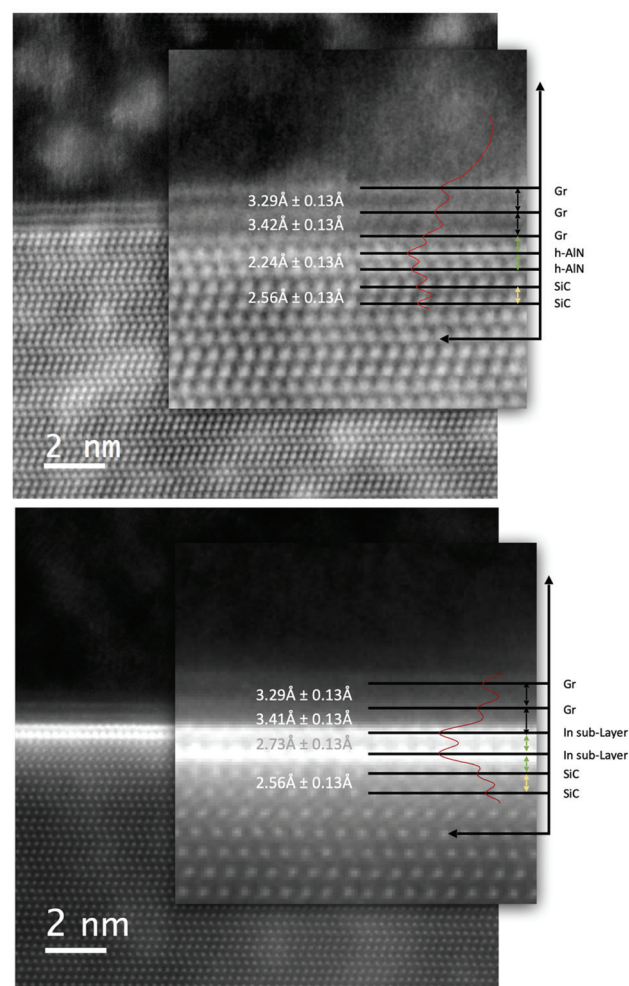 3.29Å ± 0.13Å
3.42Å ± 0.13Å
2.24Å ± 0.13Å
2.56Å ± 0.13Å
Gr
Gr
Gr
h-AlN
h-AlN
SiC
SiC
2 nm
3.29Å ± 0.13Å
3.41Å ± 0.13Å
2.73Å ± 0.13Å
2.56Å ± 0.13Å
Gr
Gr
In sub-Layer
In sub-Layer
SiC
SiC
2 nm